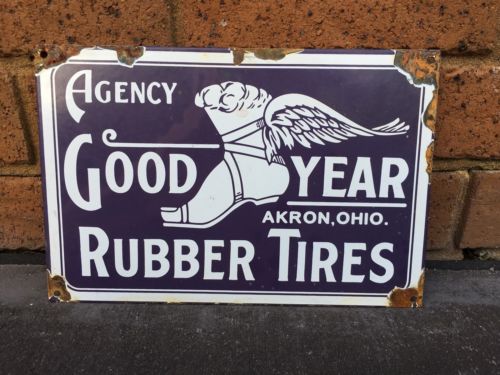 AGENCY
GOOD YEAR
AKRON, OHIO.
RUBBER TIRES